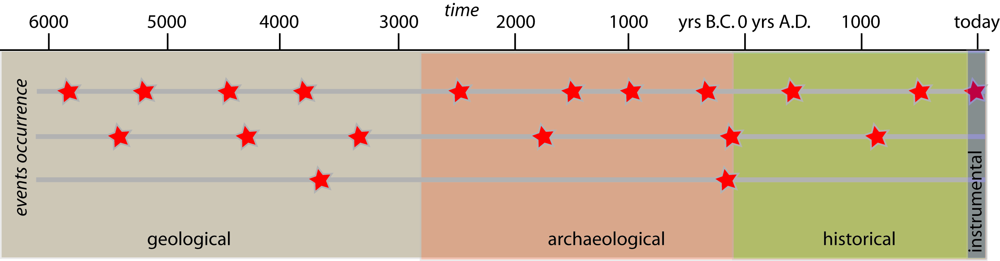 time
6000 5000 4000 3000 2000 1000 yrs B.C. 0 yrs A.D. 1000 today
events occurrence
geological archaeological historical
instrumental